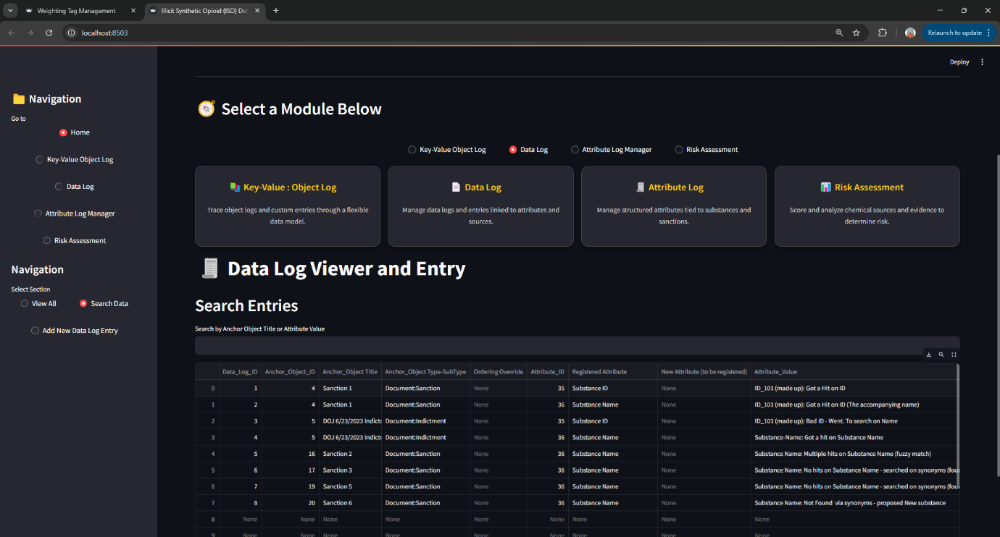 Weighting Tag Management
Illicit Synthetic Opioid (ISO) De
localhost:8503
Relaunch to update
Deploy
Navigation
Go to
Home
Key-Value Object Log
Data Log
Attribute Log Manager
Risk Assessment
Navigation
Select Section
View All
Search Data
Add New Data Log Entry
Select a Module Below
Key-Value Object Log Data Log Attribute Log Manager Risk Assessment
Key-Value : Object Log
Trace object logs and custom entries through a flexible
data model.
Data Log
Manage data logs and entries linked to attributes and
sources.
Attribute Log
Manage structured attributes tied to substances and
sanctions.
Risk Assessment
Score and analyze chemical sources and evidence to
determine risk.
Data Log Viewer and Entry
Search Entries
Search by Anchor Object Title or Attribute Value
Data_Log_ID Anchor_Object_ID Anchor_Object Title Anchor_Object Type-SubType Ordering Override Attribute_ID Registered Attribute New Attribute (to be registered) Attribute_Value
0 1 4 Sanction 1 Document:Sanction None 35 Substance ID None ID_101 (made up): Got a Hit on ID
1 2 4 Sanction 1 Document:Sanction None 36 Substance Name None ID_101 (made up): Got a Hit on ID (The accompanying name)
2 3 5 DOJ 6/23/2023 Indictr Document:Indictment None 35 Substance ID None ID_101 (made up): Bad ID - Went. To search on Name
3 4 5 DOJ 6/23/2023 Indictr Document:Indictment None 36 Substance Name None Substance-Name: Got a hit on Substance Name
4 5 16 Sanction 2 Document:Sanction None 36 Substance Name None Substance Name: Multiple hits on Substance Name (fuzzy match)
5 6 17 Sanction 3 Document:Sanction None 36 Substance Name None Substance Name: No hits on Substance Name - searched on synonyms (four
6 7 19 Sanction 5 Document:Sanction None 36 Substance Name None Substance Name: No hits on Substance Name - searched on synonyms (four
7 8 20 Sanction 6 Document:Sanction None 36 Substance Name None Substance Name: Not Found via synonyms - proposed New substance
8 None None None None None None None None None
9 None None None None None None None None None